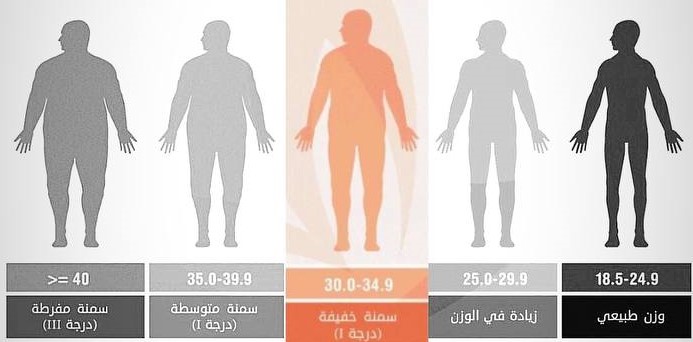 18.5-24.9
وزن طبيعي
25.0-29.9
زيادة في الوزن
30.0-34.9
سمنة خفيفة
(درجة I)
35.0-39.9
سمنة متوسطة
(درجة I)
>= 40
سمنة مفرطة
(درجة III)